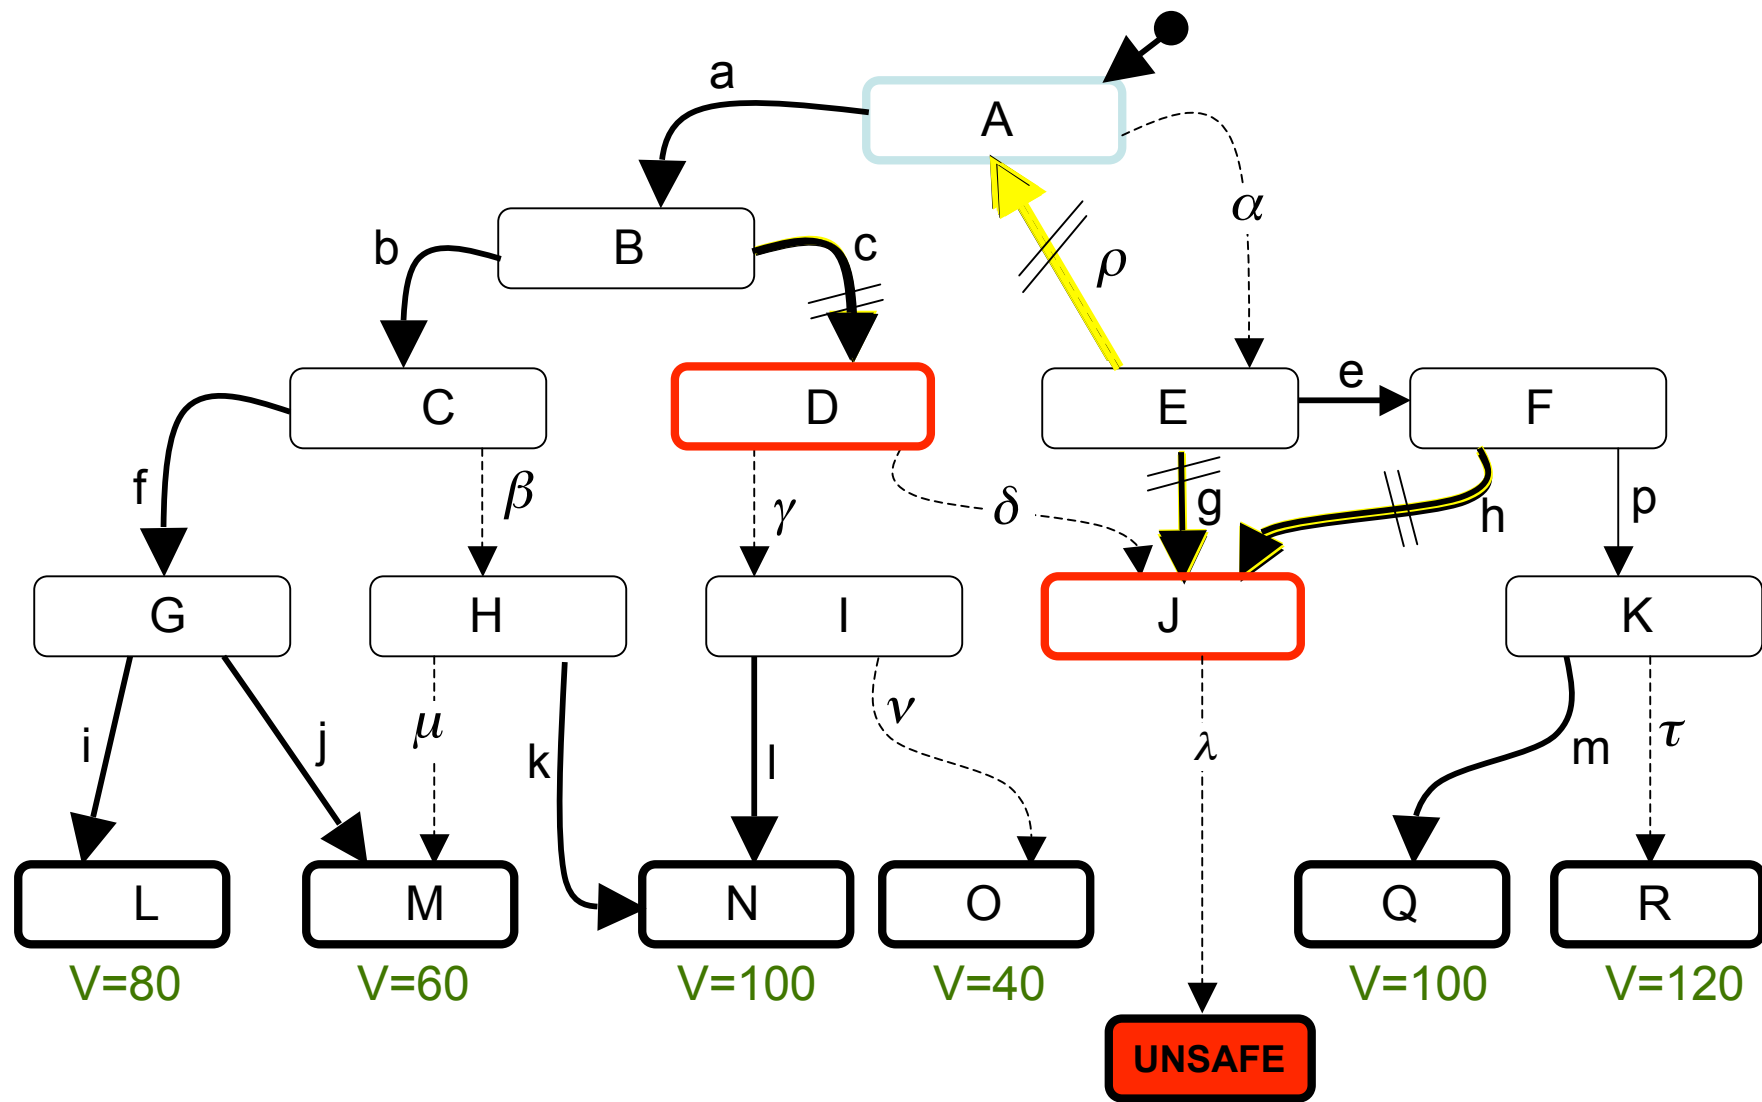 a
A
α
b
B
c
ρ
C
D
E
e
F
f
β
γ
δ
g
h
p
G
H
I
J
K
i
j
μ
k
l
ν
λ
m
τ
L
M
N
O
Q
R
V=80
V=60
V=100
V=40
V=100
V=120
UNSAFE